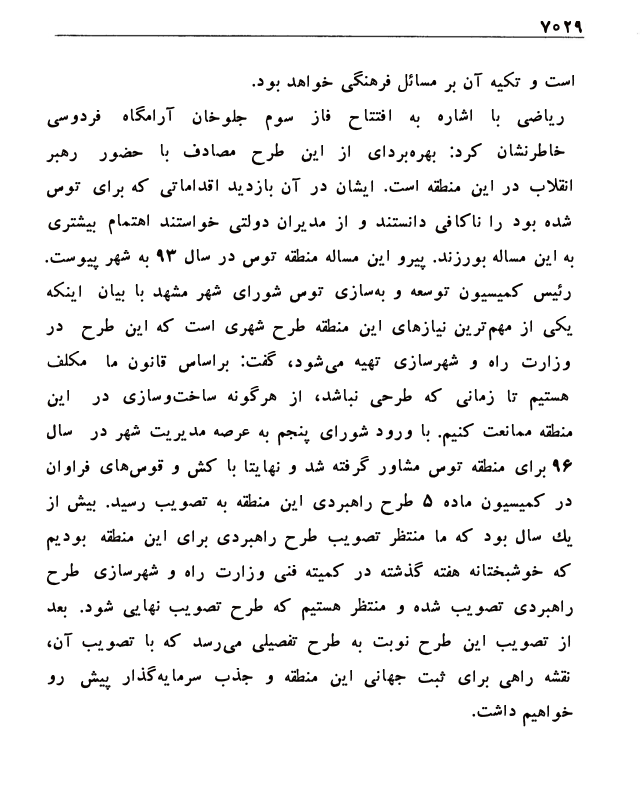 ۷۵۲۹
است و تکیه آن بر مسائل فرهنگی خواهد بود.
ریاضی با اشاره به افتتاح فاز سوم جلوخان آرامگاه فردوسی
خاطرنشان کرد: بهره‌بردای از این طرح مصادف با حضور رهبر
انقلاب در این منطقه است. ایشان در آن بازدید اقداماتی که برای توس
شده بود را ناکافی دانستند و از مدیران دولتی خواستند اهتمام بیشتری
به این مساله بورزند. پیرو این مساله منطقه توس در سال ۹۳ به شهر پیوست.
رئیس کمیسیون توسعه و به‌سازی توس شورای شهر مشهد با بیان اینکه
یکی از مهم‌ترین نیازهای این منطقه طرح شهری است که این طرح در
وزارت راه و شهرسازی تهیه می‌شود، گفت: براساس قانون ما مکلف
هستیم تا زمانی که طرحی نباشد، از هرگونه ساخت‌وسازی در این
منطقه ممانعت کنیم. با ورود شورای پنجم به عرصه مدیریت شهر در سال
۹۶ برای منطقه توس مشاور گرفته شد و نهایتا با کش و قوس‌های فراوان
در کمیسیون ماده ۵ طرح راهبردی این منطقه به تصویب رسید. بیش از
یك سال بود که ما منتظر تصویب طرح راهبردی برای این منطقه بودیم
که خوشبختانه هفته گذشته در کمیته فنی وزارت راه و شهرسازی طرح
راهبردی تصویب شده و منتظر هستیم که طرح تصویب نهایی شود. بعد
از تصویب این طرح نوبت به طرح تفصیلی می‌رسد که با تصویب آن،
نقشه راهی برای ثبت جهانی این منطقه و جذب سرمایه‌گذار پیش رو
خواهیم داشت.